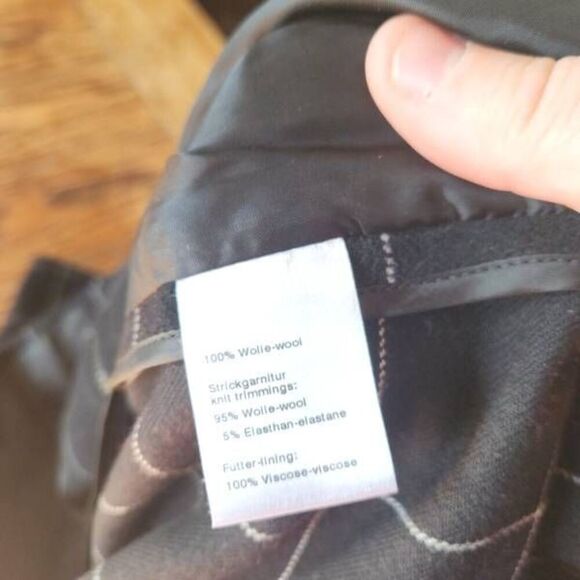 100% Wolle-wool
Strickgarnitur
knit trimmings:
95% Wolle-wool
5% Elasthan-elastane
Futter-lining:
100% Viscose-viscose